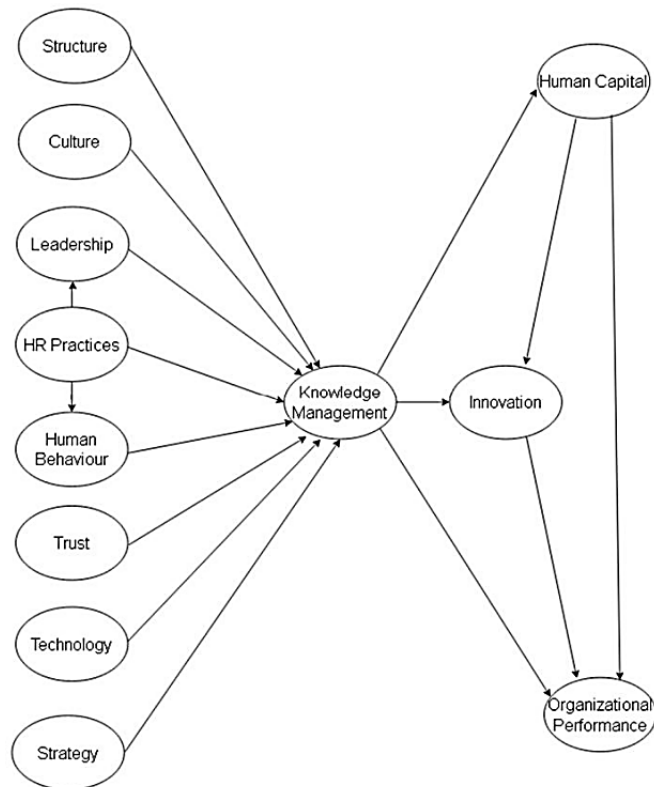 Structure
Culture
Leadership
HR Practices
Human
Behaviour
Trust
Technology
Strategy
Knowledge
Management
Human Capital
Innovation
Organizational
Performance